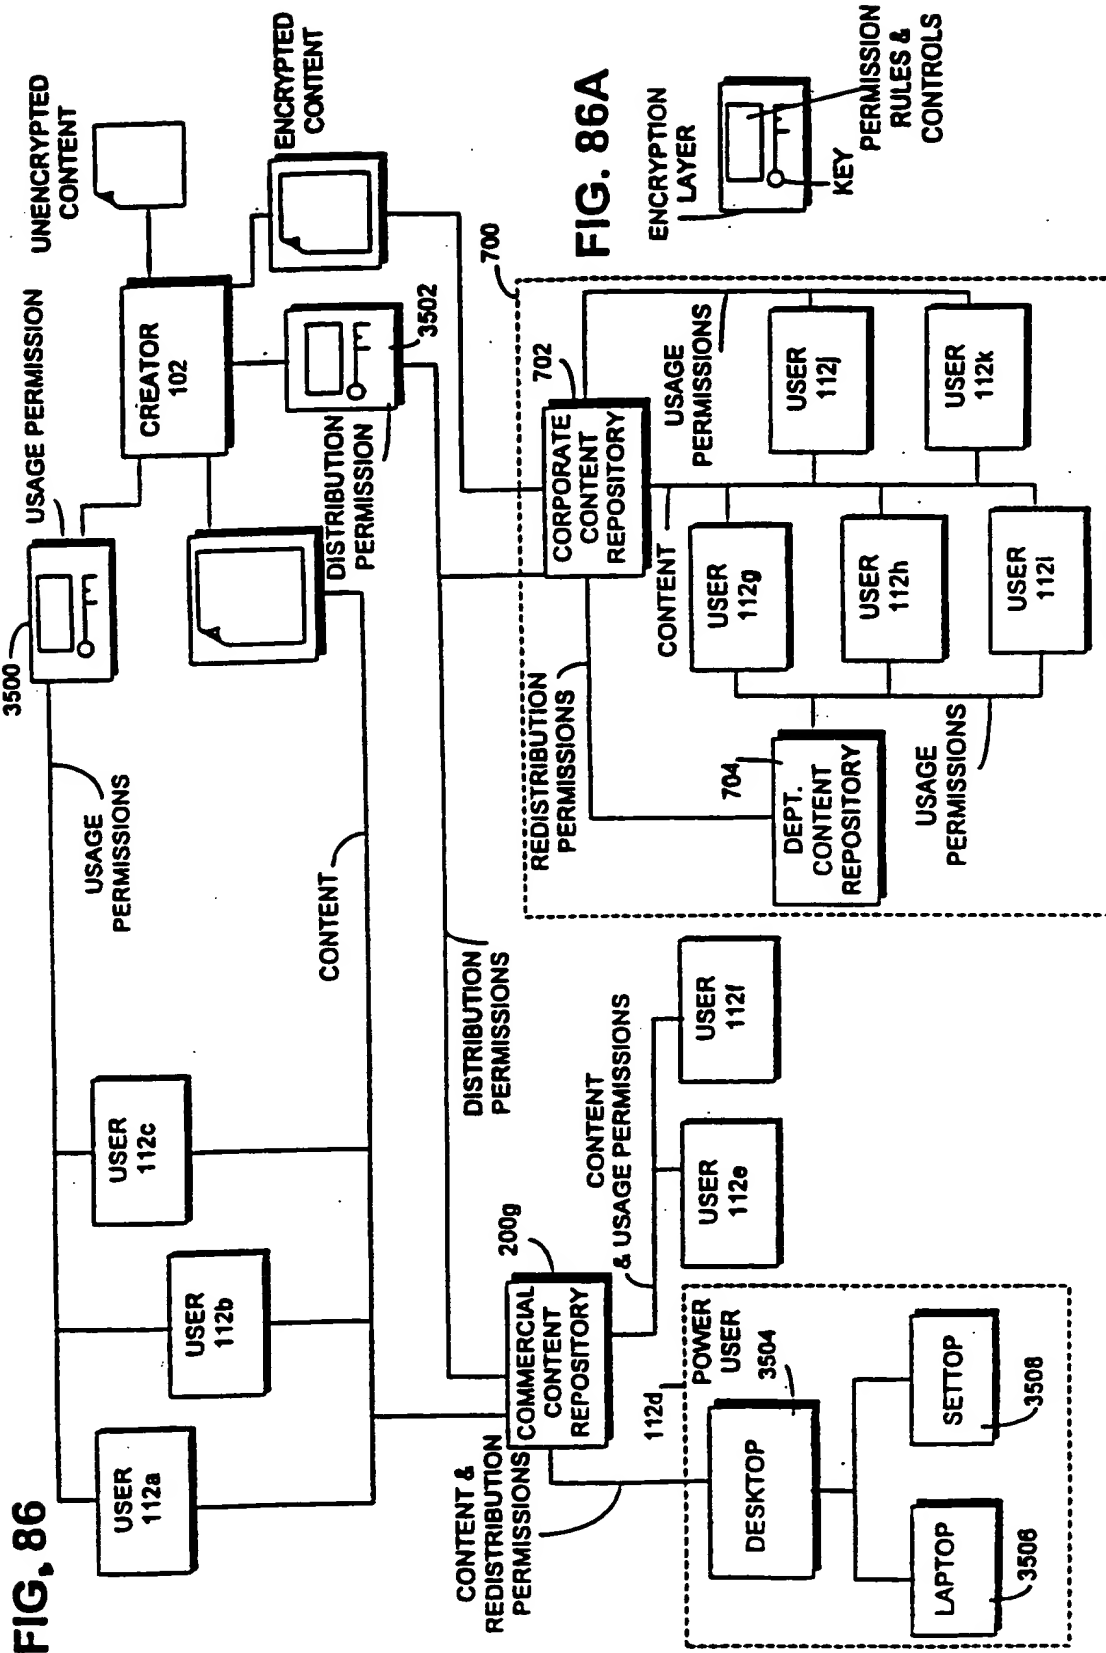 FIG. 86
3500
USAGE PERMISSION
UNENCRYPTED
CONTENT
CREATOR
102
ENCRYPTED
CONTENT
USAGE
PERMISSIONS
CONTENT
DISTRIBUTION
PERMISSION
3502
USER
112a
USER
112b
USER
112c
DISTRIBUTION
PERMISSIONS
FIG. 86A
ENCRYPTION
LAYER
KEY
PERMISSION
RULES &
CONTROLS
CONTENT &
REDISTRIBUTION
PERMISSIONS
COMMERCIAL
CONTENT
REPOSITORY
200g
CONTENT
& USAGE PERMISSIONS
USER
112e
USER
112f
112d
POWER
USER
3504
DESKTOP
LAPTOP
3506
SETTOP
3508
700
702
CORPORATE
CONTENT
REPOSITORY
REDISTRIBUTION
PERMISSIONS
CONTENT
USAGE
PERMISSIONS
704
DEPT.
CONTENT
REPOSITORY
USER
112g
USER
112h
USER
112i
USER
112j
USER
112k
USAGE
PERMISSIONS